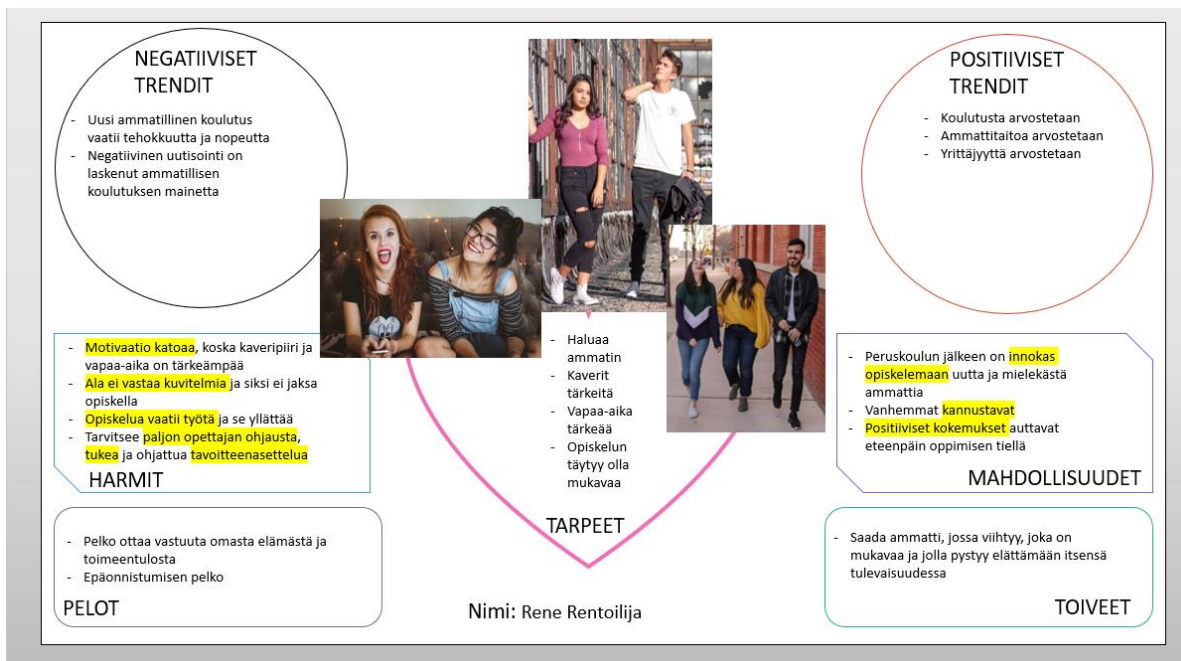 NEGATIIVISET
TRENDIT
- Uusi ammatillinen koulutus
vaatii tehokkuutta ja nopeutta
- Negatiivinen uutisointi on
laskenut ammatillisen
koulutuksen mainetta
POSITIIVISET
TRENDIT
- Koulutusta arvostetaan
- Ammattitaitoa arvostetaan
- Yrittäjyyttä arvostetaan
- Motivaatio katoaa, koska kaveripiiri ja
vapaa-aika on tärkeämpää
- Ala ei vastaa kuvitelmia ja siksi ei jaksa
opiskella
- Opiskelua vaatii työtä ja se yllättää
- Tarvitsee paljon opettajan ohjausta,
tukea ja ohjattua tavoitteenasettelua
HARMIT
- Haluaa
ammatin
- Kaverit
tärkeitä
- Vapaa-aika
tärkeää
- Opiskelun
täytyy olla
mukavaa
TARPEET
- Peruskoulun jälkeen on innokas
opiskelemaan uutta ja mielekästä
ammattia
- Vanhemmat kannustavat
- Positiiviset kokemukset auttavat
eteenpäin oppimisen tiellä
MAHDOLLISUUDET
- Pelko ottaa vastuuta omasta elämästä ja
toimeentulosta
- Epäonnistumisen pelko
PELOT
Nimi: Rene Rentoilija
- Saada ammatti, jossa viihtyy, joka on
mukavaa ja jolla pystyy elättämään itsensä
tulevaisuudessa
TOIVEET